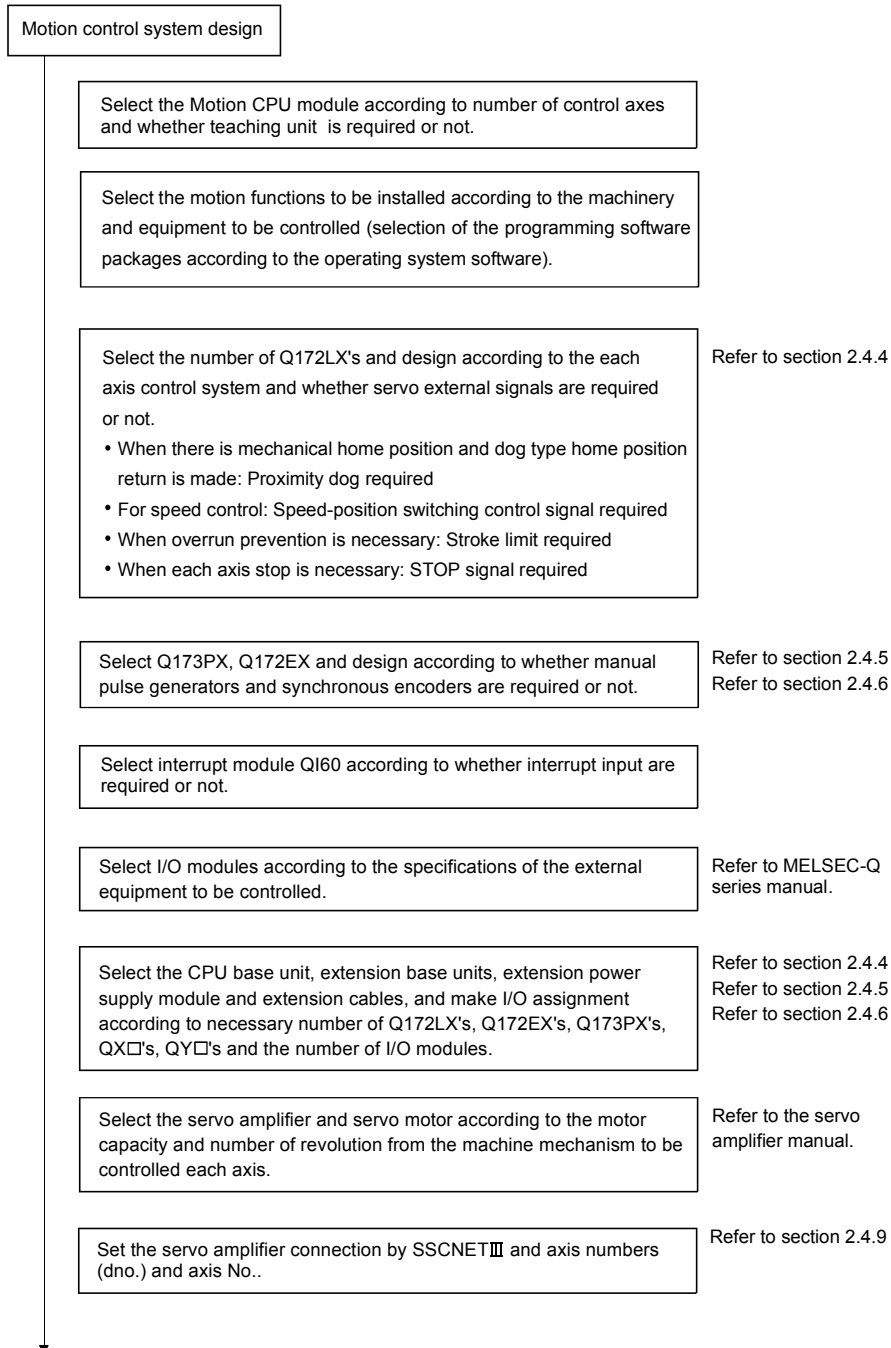 Motion control system design
Select the Motion CPU module according to number of control axes
and whether teaching unit is required or not.
Select the motion functions to be installed according to the machinery
and equipment to be controlled (selection of the programming software
packages according to the operating system software).
Select the number of Q172LX's and design according to the each
axis control system and whether servo external signals are required
or not.
• When there is mechanical home position and dog type home position
return is made: Proximity dog required
• For speed control: Speed-position switching control signal required
• When overrun prevention is necessary: Stroke limit required
• When each axis stop is necessary: STOP signal required
Refer to section 2.4.4
Select Q173PX, Q172EX and design according to whether manual
pulse generators and synchronous encoders are required or not.
Refer to section 2.4.5
Refer to section 2.4.6
Select interrupt module QI60 according to whether interrupt input are
required or not.
Select I/O modules according to the specifications of the external
equipment to be controlled.
Refer to MELSEC-Q
series manual.
Select the CPU base unit, extension base units, extension power
supply module and extension cables, and make I/O assignment
according to necessary number of Q172LX's, Q172EX's, Q173PX's,
QX□'s, QY□'s and the number of I/O modules.
Refer to section 2.4.4
Refer to section 2.4.5
Refer to section 2.4.6
Select the servo amplifier and servo motor according to the motor
capacity and number of revolution from the machine mechanism to be
controlled each axis.
Refer to the servo
amplifier manual.
Set the servo amplifier connection by SSCNETⅢ and axis numbers
(dno.) and axis No..
Refer to section 2.4.9